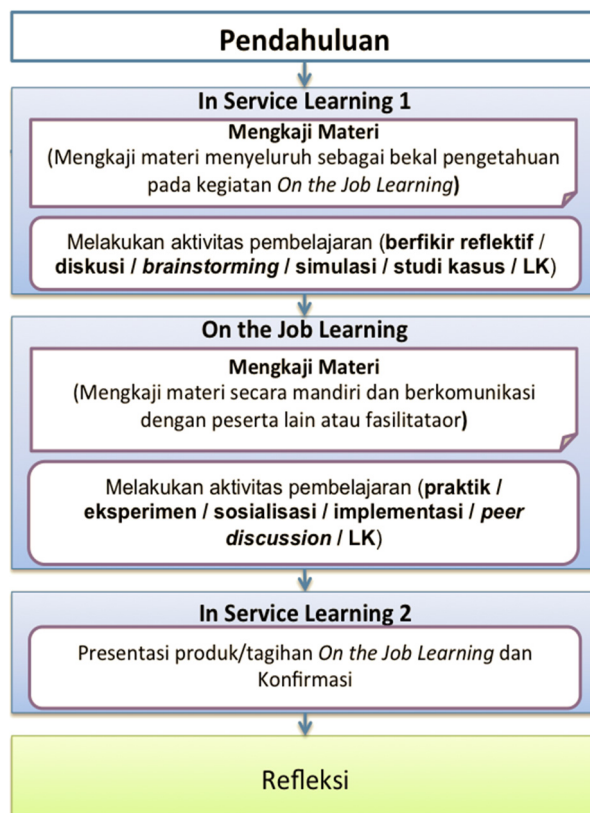 Pendahuluan
In Service Learning 1
Mengkaji Materi
(Mengkaji materi menyeluruh sebagai bekal pengetahuan
pada kegiatan On the Job Learning)
Melakukan aktivitas pembelajaran (berfikir reflektif /
diskusi / brainstorming / simulasi / studi kasus / LK)
On the Job Learning
Mengkaji Materi
(Mengkaji materi secara mandiri dan berkomunikasi
dengan peserta lain atau fasilitataor)
Melakukan aktivitas pembelajaran (praktik /
eksperimen / sosialisasi / implementasi / peer
discussion / LK)
In Service Learning 2
Presentasi produk/tagihan On the Job Learning dan
Konfirmasi
Refleksi